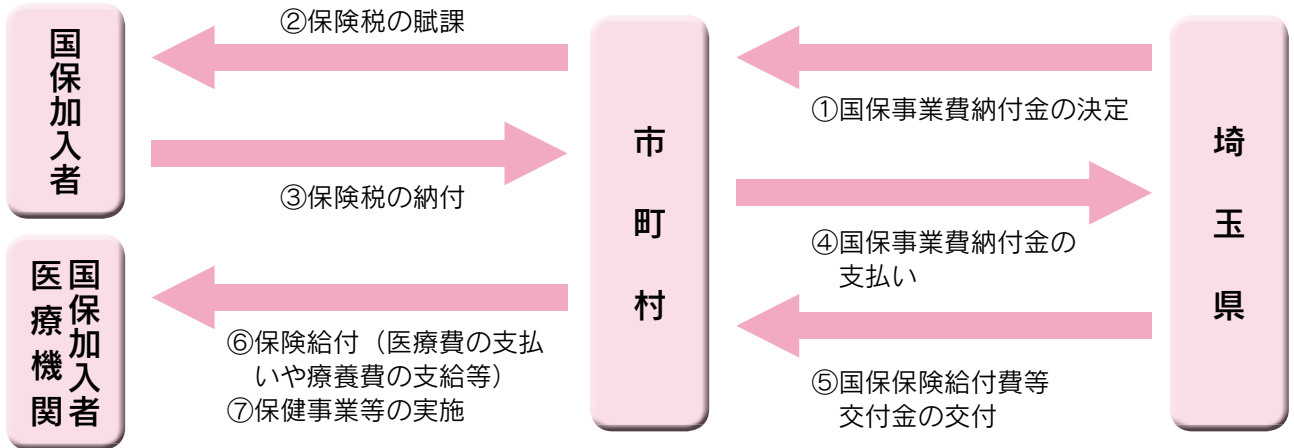 国保加入者
②保険税の賦課
③保険税の納付
国保加入者
医療機関
⑥保険給付（医療費の支払
いや療養費の支給等）
⑦保健事業等の実施
市町村
①国保事業費納付金の決定
④国保事業費納付金の
支払い
⑤国保保険給付費等
交付金の交付
埼玉県